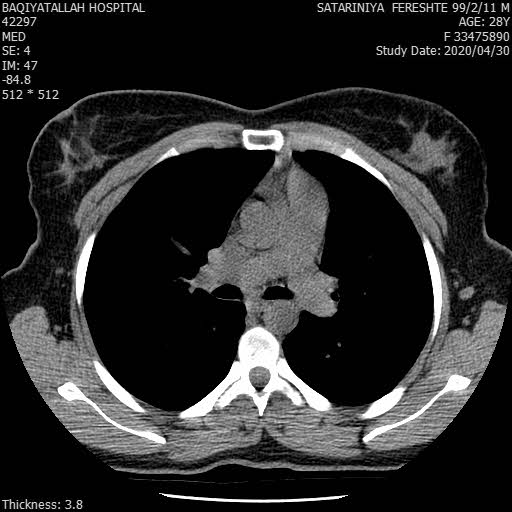 BAQIYATALLAH HOSPITAL
42297
MED
SE: 4
IM: 47
-84.8
512 * 512
SATARINIYA FERESHTE 99/2/11 M
AGE: 28Y
F 33475890
Study Date: 2020/04/30
Thickness: 3.8